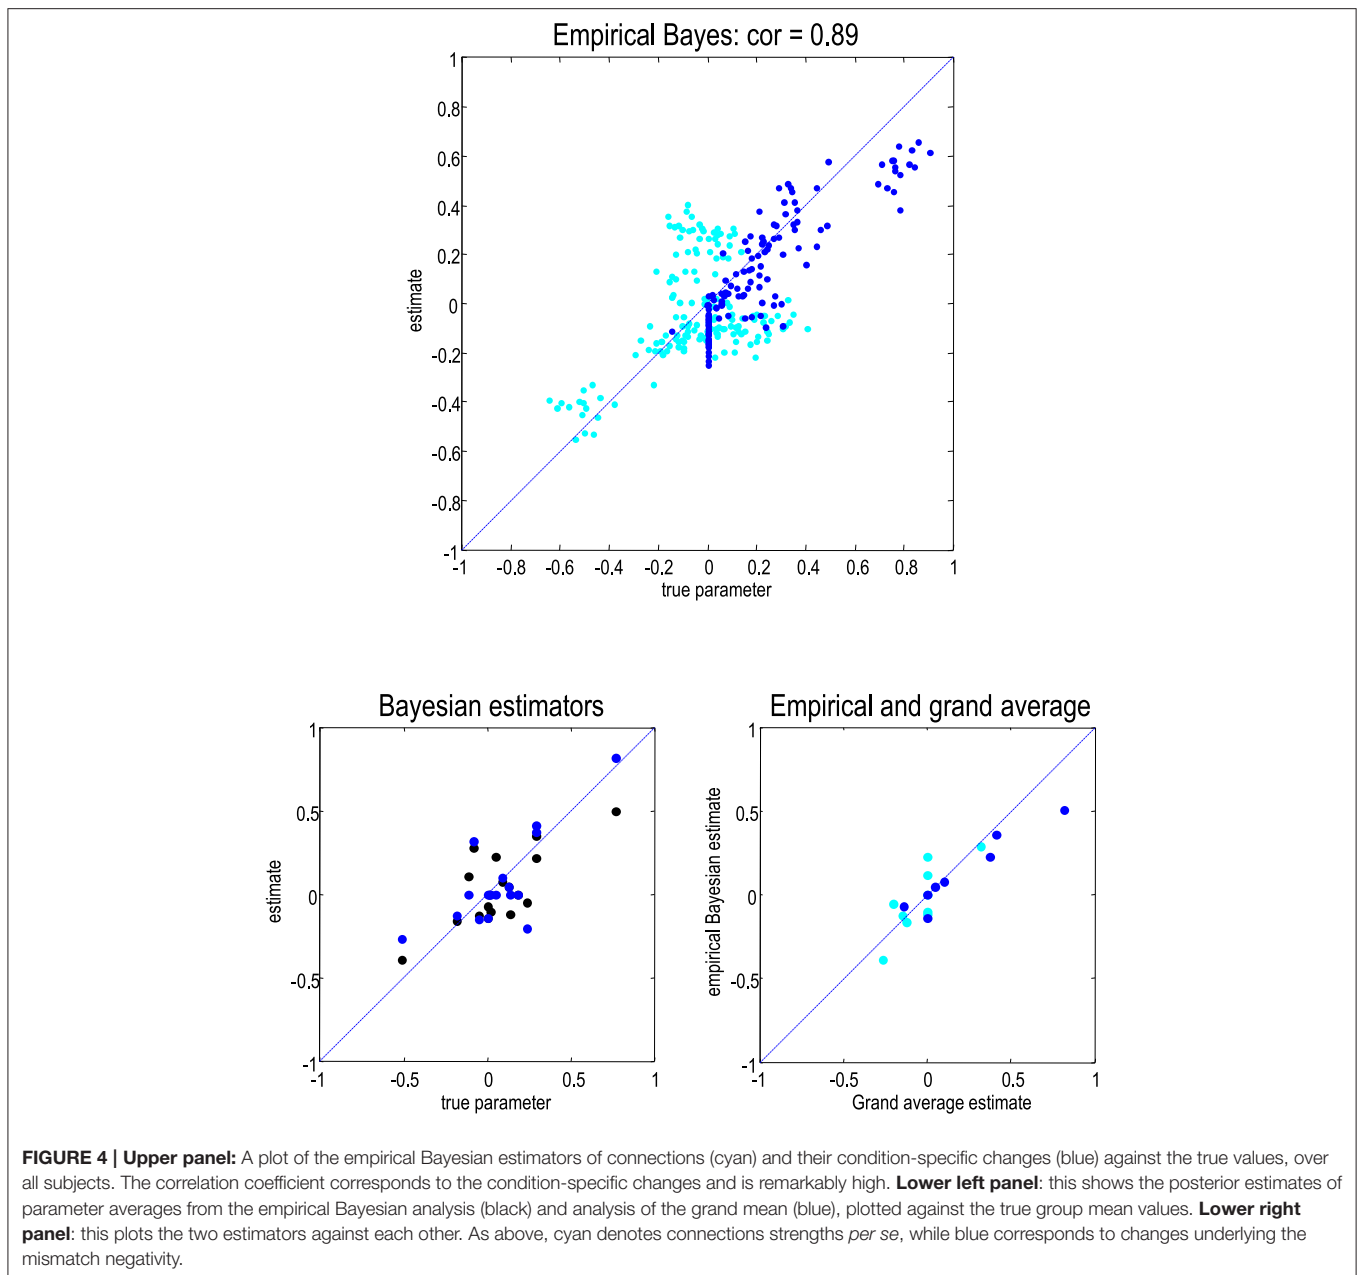 Empirical Bayes: cor = 0.89
1
0.8
0.6
0.4
0.2
0
-0.2
-0.4
-0.6
-0.8
-1
estimate
-1 -0.8 -0.6 -0.4 -0.2 0 0.2 0.4 0.6 0.8 1
true parameter
Bayesian estimators
1
0.5
0
-0.5
-1
estimate
-1 -0.5 0 0.5 1
true parameter
Empirical and grand average
1
0.5
0
-0.5
-1
empirical Bayesian estimate
-1 -0.5 0 0.5 1
Grand average estimate
FIGURE 4 | Upper panel: A plot of the empirical Bayesian estimators of connections (cyan) and their condition-specific changes (blue) against the true values, over
all subjects. The correlation coefficient corresponds to the condition-specific changes and is remarkably high. Lower left panel: this shows the posterior estimates of
parameter averages from the empirical Bayesian analysis (black) and analysis of the grand mean (blue), plotted against the true group mean values. Lower right
panel: this plots the two estimators against each other. As above, cyan denotes connections strengths per se, while blue corresponds to changes underlying the
mismatch negativity.